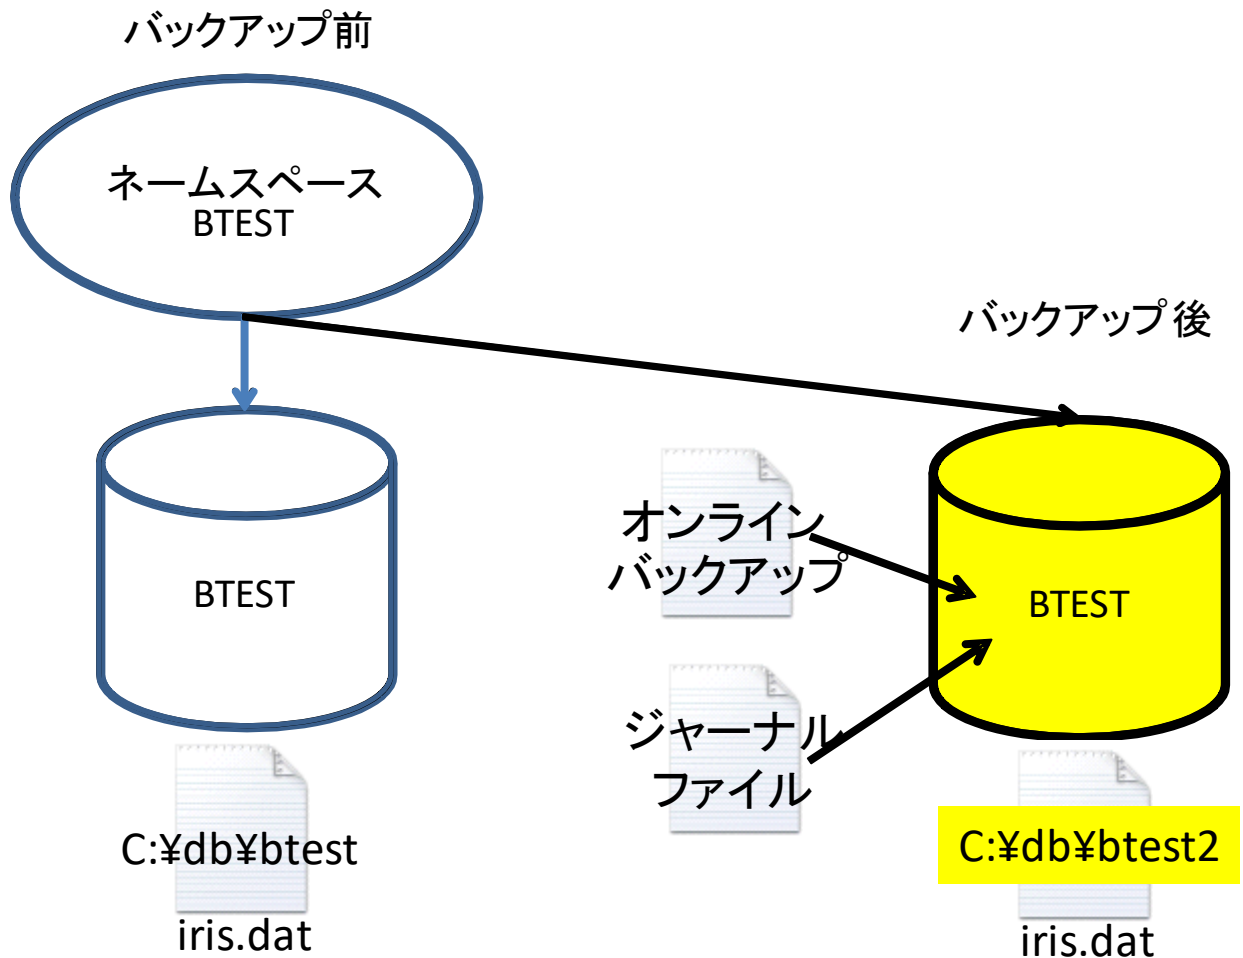 バックアップ前
ネームスペース
BTEST
バックアップ後
BTEST
オンライン
バックアップ
BTEST
ジャーナル
ファイル
C:¥db¥btest
iris.dat
C:¥db¥btest2
iris.dat